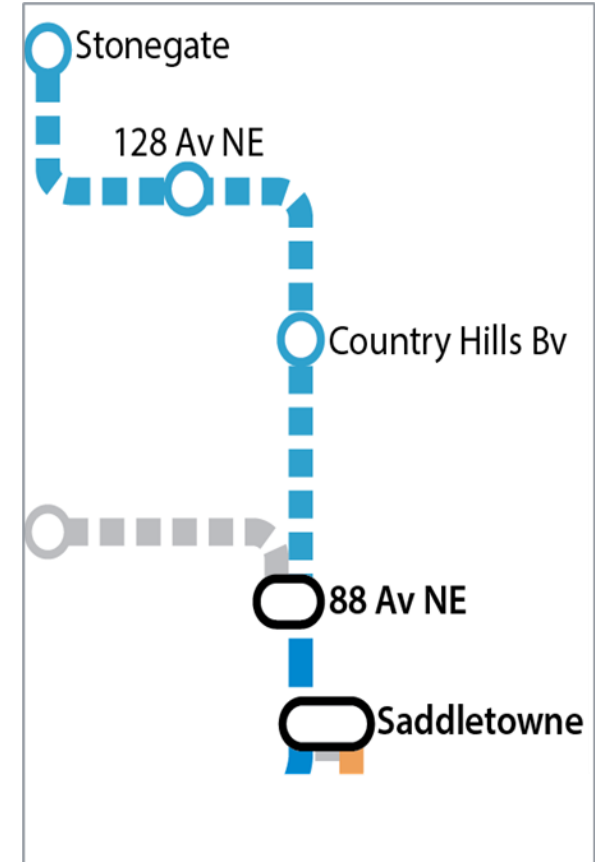 Stonegate
128 Av NE
Country Hills Bv
88 Av NE
Saddletowne